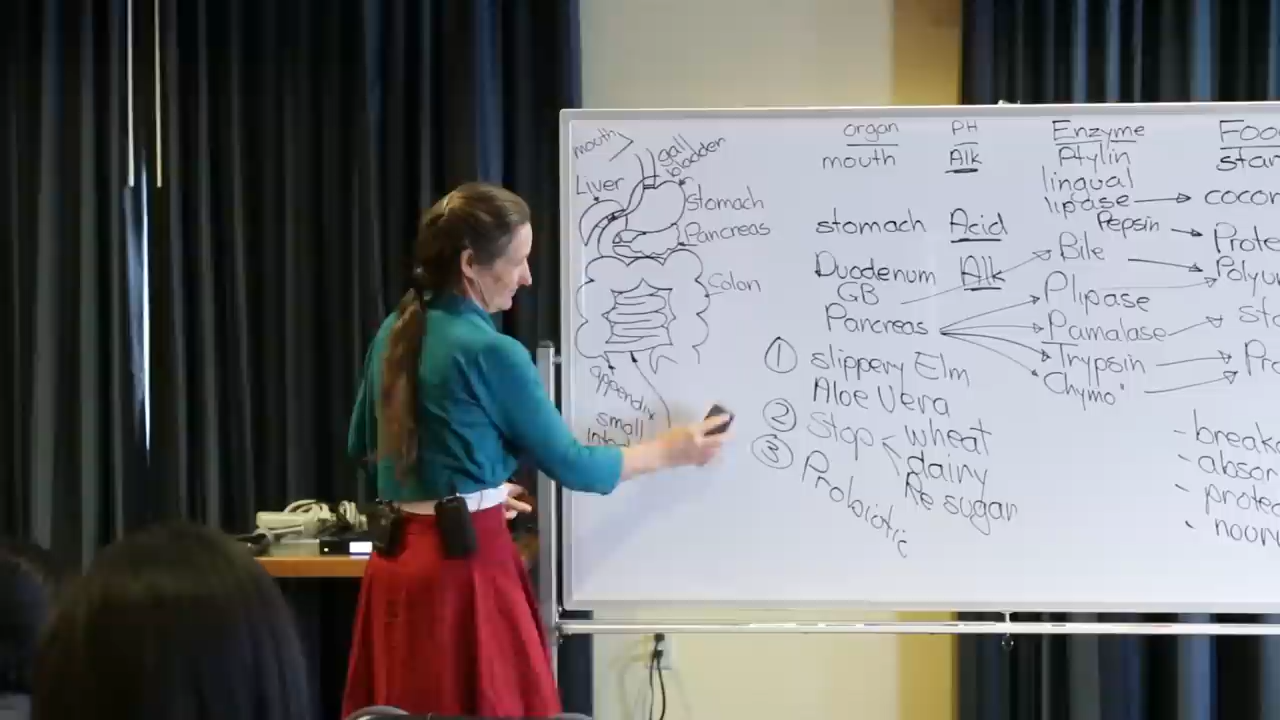 mouth
gall
bladder
Liver
stomach
Pancreas
Colon
appendix
small
organ PH Enzyme
mouth Alk Ptylin
lingual
lipase
stomach Acid Pepsin
Duodenum Alk Bile
GB Plipase
Pancreas Pamalase
Trypsin
Chymo'
① slippery Elm
Aloe Vera
② Stop wheat
dairy
Re sugar
③ Probiotic